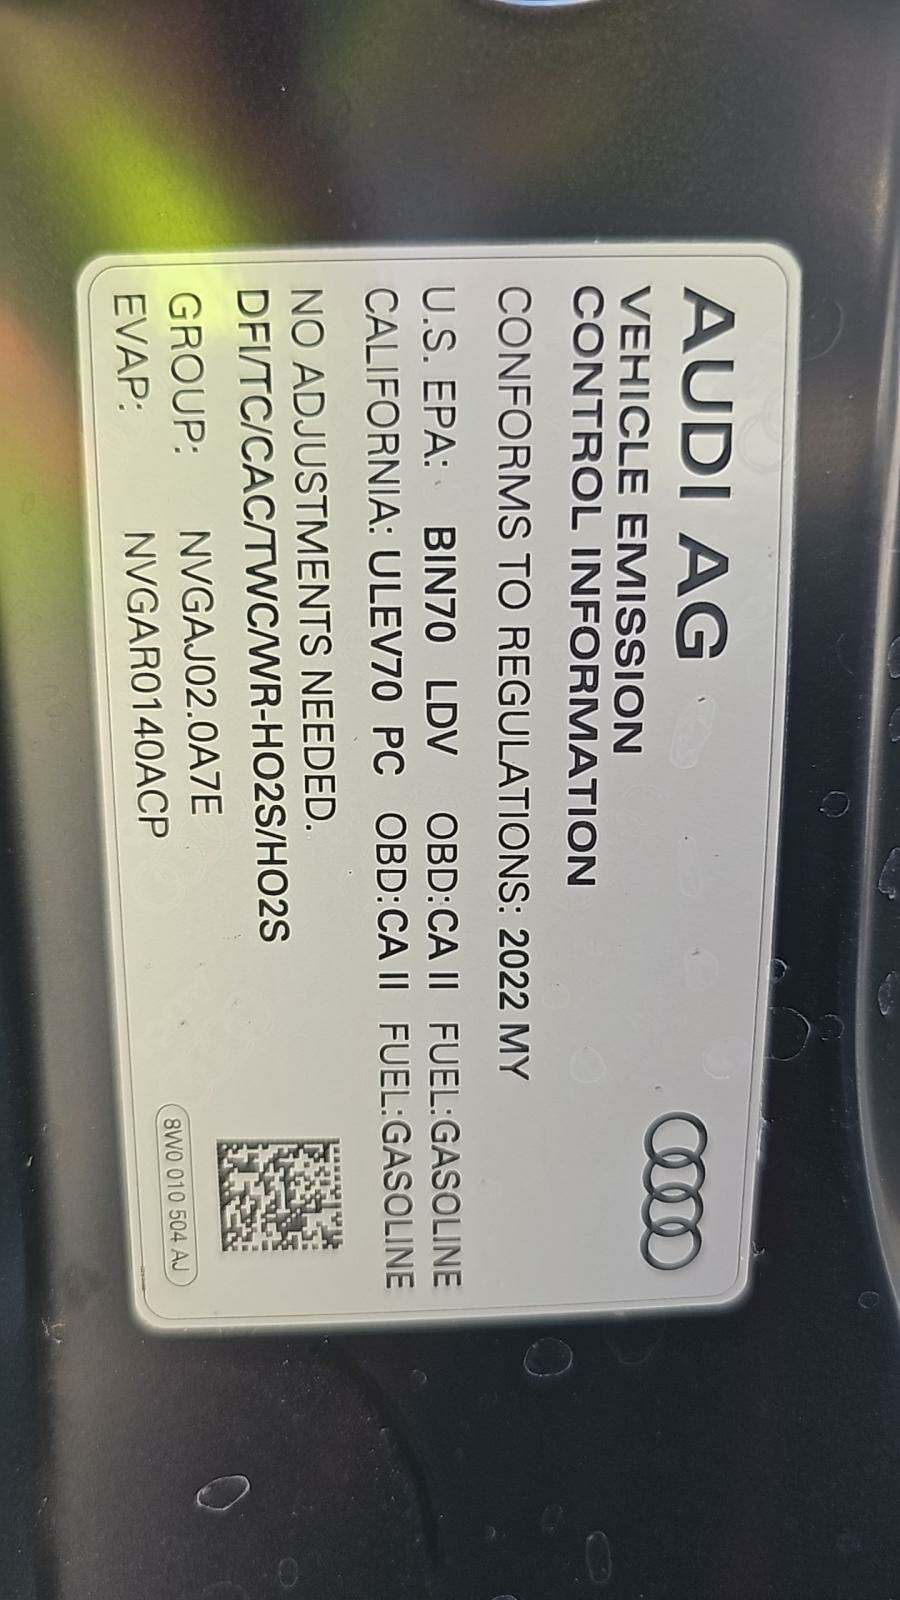 AUDI AG
VEHICLE EMISSION
CONTROL INFORMATION
CONFORMS TO REGULATIONS: 2022 MY
U.S. EPA: BIN70 LDV OBD:CA II FUEL:GASOLINE
CALIFORNIA: ULEV70 PC OBD:CA II FUEL:GASOLINE
NO ADJUSTMENTS NEEDED.
DFI/TC/CAC/TWC/WR-HO2S/HO2S
GROUP: NVGAJ02.0A7E
EVAP: NVGAR0140ACP
8W0 010 504 AJ